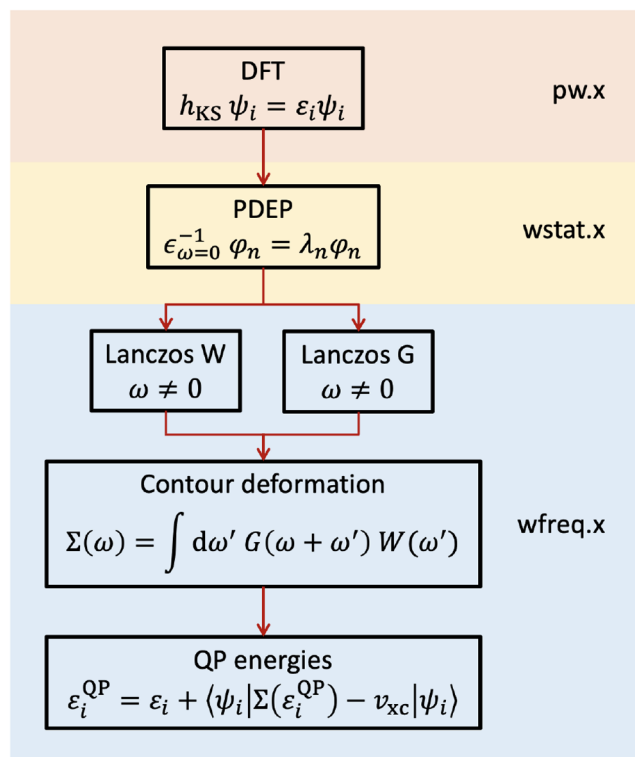 DFT
h_KS ψ_i = ε_i ψ_i
pw.x
PDEP
ϵ^{-1}_{ω=0} φ_n = λ_n φ_n
wstat.x
Lanczos W
ω ≠ 0
Lanczos G
ω ≠ 0
Contour deformation
Σ(ω) = ∫ dω′ G(ω + ω′) W(ω′)
wfreq.x
QP energies
ε_i^{QP} = ε_i + ⟨ψ_i|Σ(ε_i^{QP}) − v_xc|ψ_i⟩